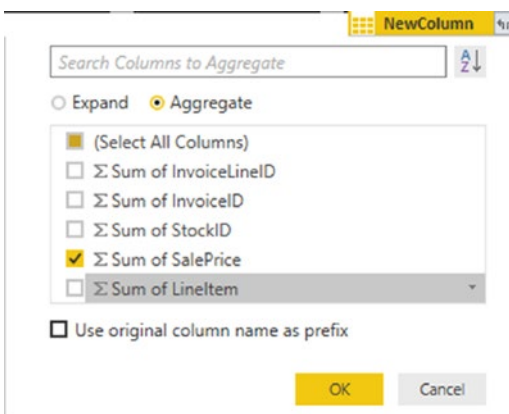 NewColumn
Search Columns to Aggregate
Expand Aggregate
(Select All Columns)
Σ Sum of InvoiceLineID
Σ Sum of InvoiceID
Σ Sum of StockID
Σ Sum of SalePrice
Σ Sum of LineItem
Use original column name as prefix
OK Cancel